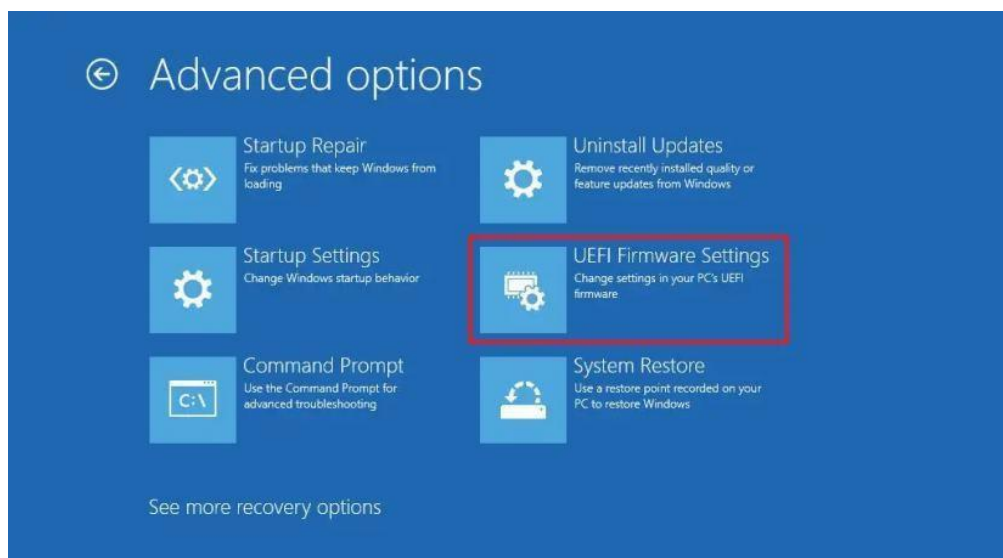 Advanced options
Startup Repair
Fix problems that keep Windows from
loading
Uninstall Updates
Remove recently installed quality or
feature updates from Windows
Startup Settings
Change Windows startup behavior
UEFI Firmware Settings
Change settings in your PC's UEFI
firmware
Command Prompt
Use the Command Prompt for
advanced troubleshooting
C:\
System Restore
Use a restore point recorded on your
PC to restore Windows
See more recovery options